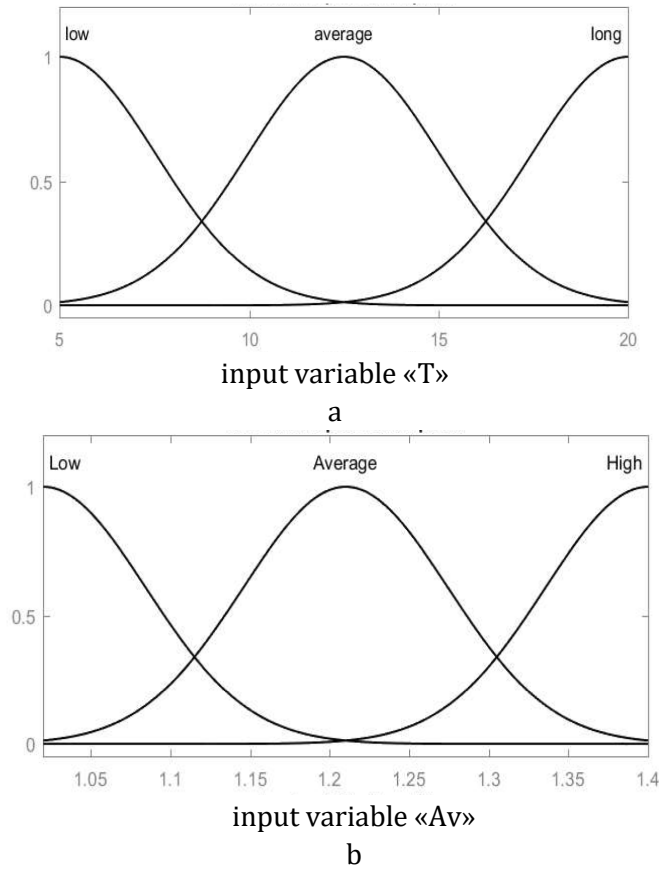 low average long
1
0.5
0
5 10 15 20
input variable «T»
a
Low Average High
1
0.5
0
1.05 1.1 1.15 1.2 1.25 1.3 1.35 1.4
input variable «Av»
b